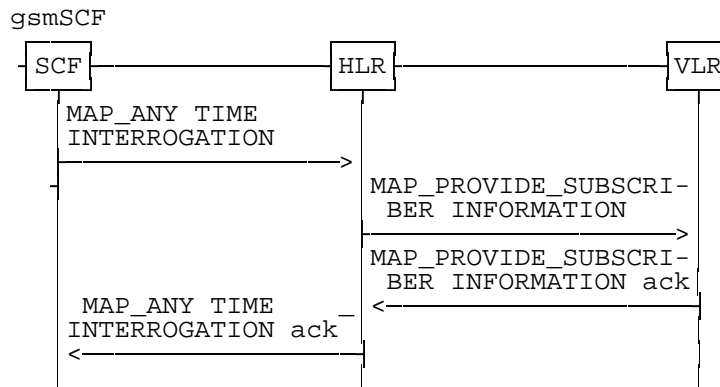 gsmSCF
SCF HLR VLR
MAP_ANY TIME
INTERROGATION
MAP_PROVIDE_SUBSCRI-
BER INFORMATION
MAP_PROVIDE_SUBSCRI-
BER INFORMATION ack
MAP_ANY TIME _
INTERROGATION ack